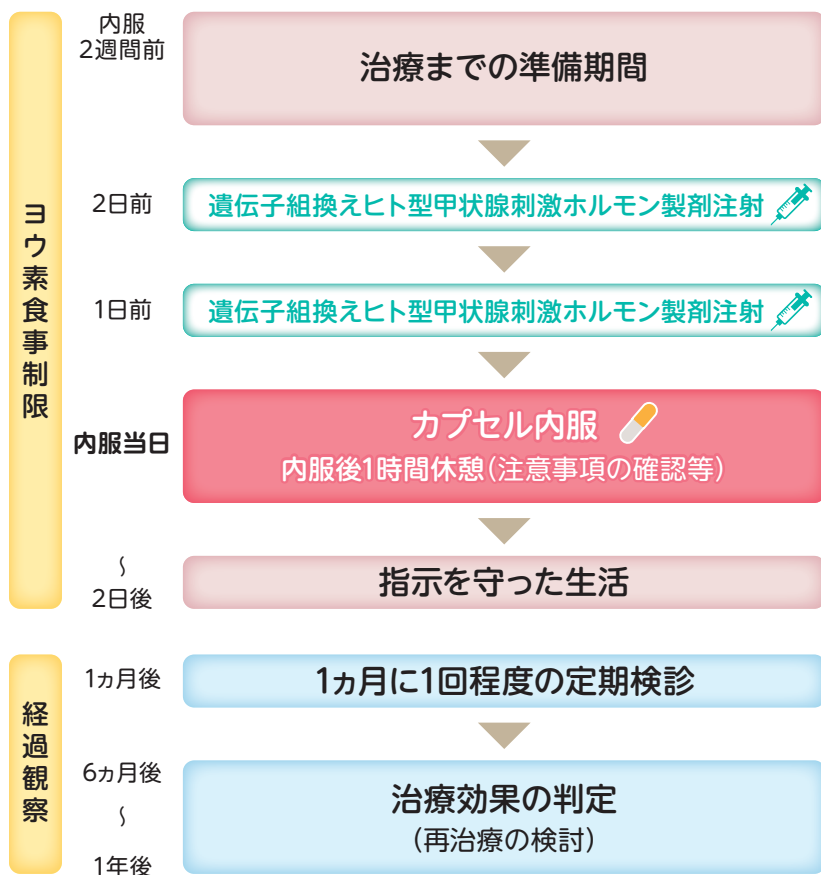 ヨウ素食事制限
内服
2週間前
治療までの準備期間
2日前
遺伝子組換えヒト型甲状腺刺激ホルモン製剤注射
1日前
遺伝子組換えヒト型甲状腺刺激ホルモン製剤注射
内服当日
カプセル内服
内服後1時間休憩(注意事項の確認等)
〜
2日後
指示を守った生活
経過観察
1ヵ月後
1ヵ月に1回程度の定期検診
6ヵ月後
〜
1年後
治療効果の判定
(再治療の検討)